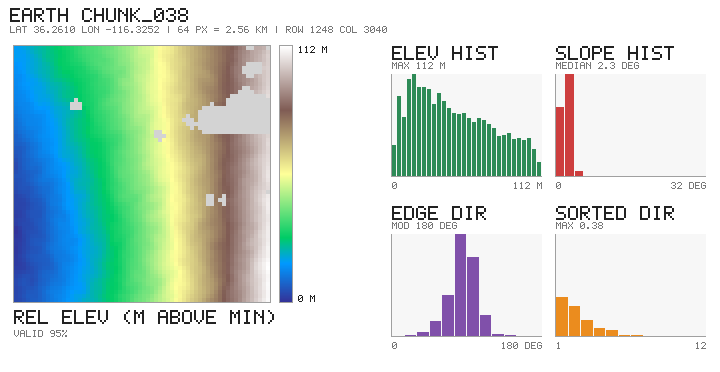 EARTH CHUNK_038
LAT 36.2610 LON -116.3252 | 64 PX = 2.56 KM | ROW 1248 COL 3040
112 M
0 M
REL ELEV (M ABOVE MIN)
VALID 95%
ELEV HIST
MAX 112 M
0 112 M
SLOPE HIST
MEDIAN 2.3 DEG
0 32 DEG
EDGE DIR
MOD 180 DEG
0 180 DEG
SORTED DIR
MAX 0.38
1 12